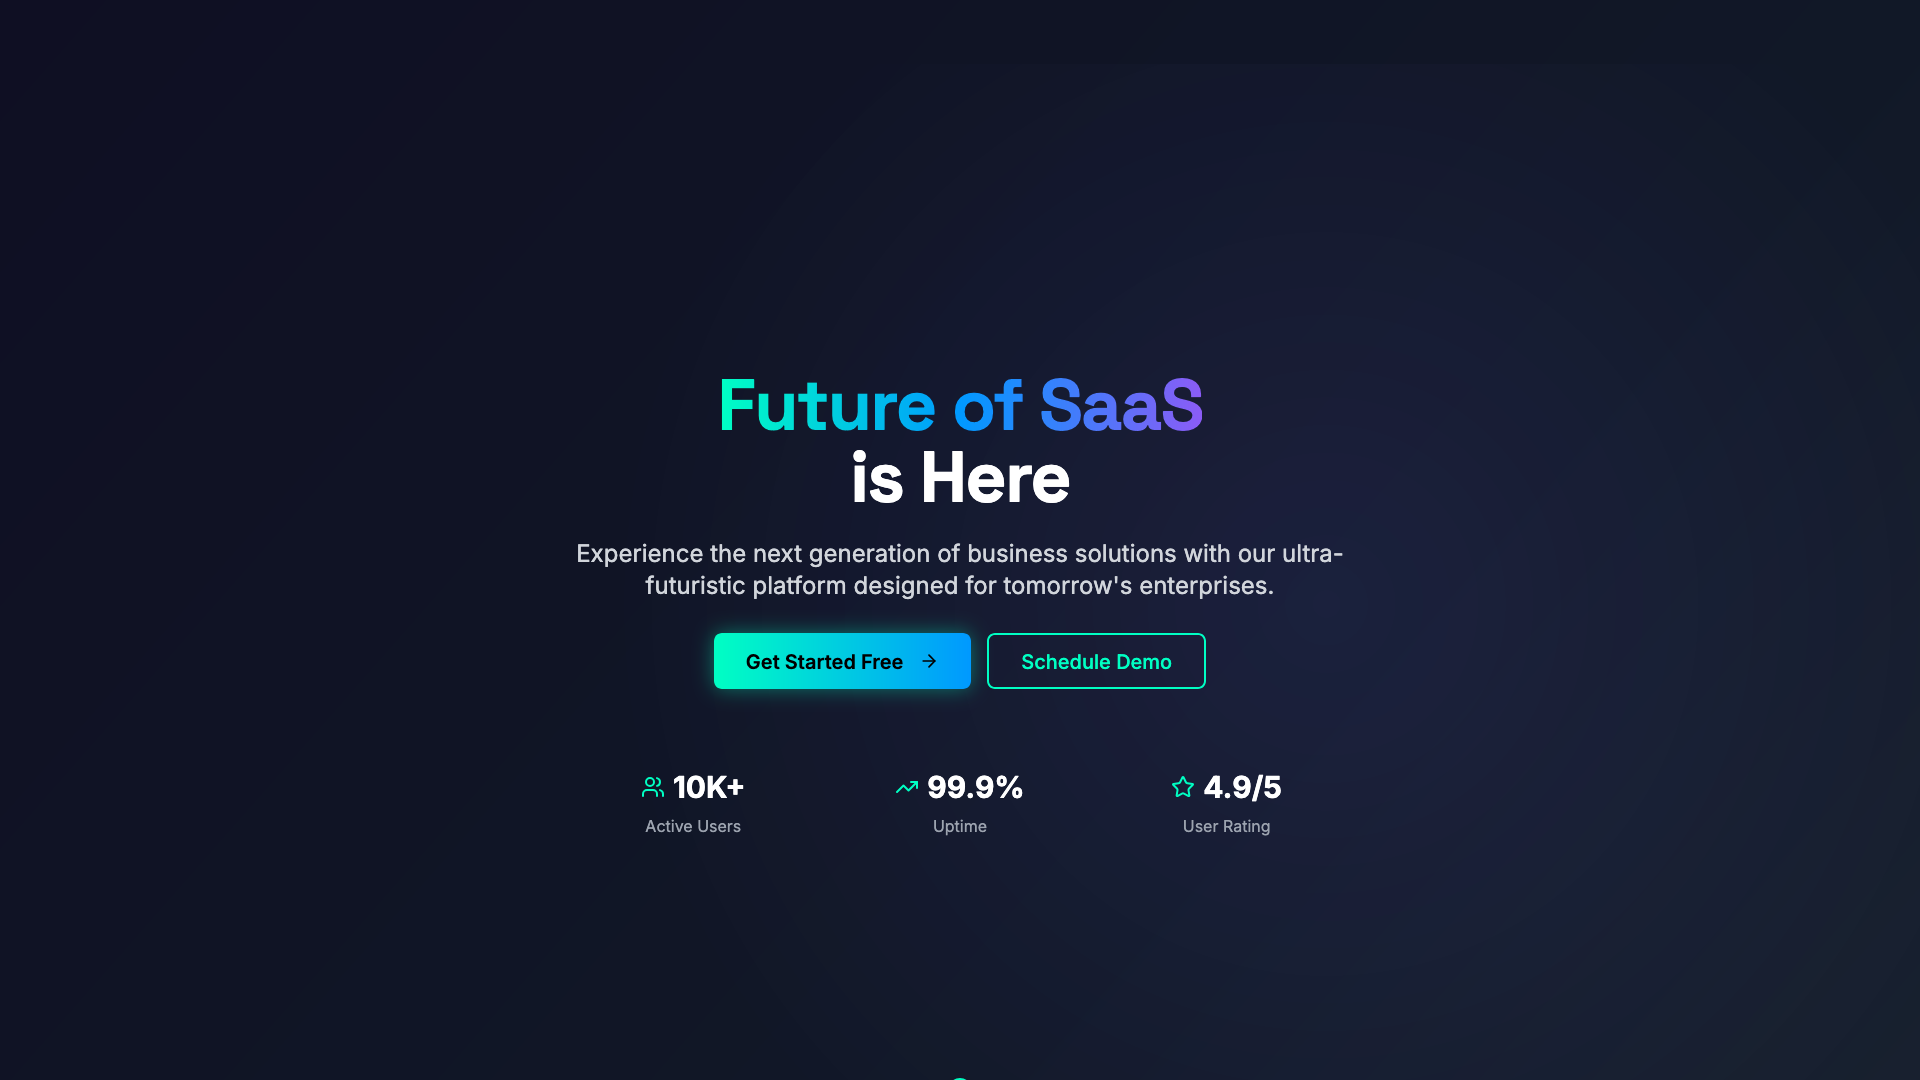 Future of SaaS
is Here
Experience the next generation of business solutions with our ultra-
futuristic platform designed for tomorrow's enterprises.
Get Started Free
Schedule Demo
10K+
Active Users
99.9%
Uptime
4.9/5
User Rating